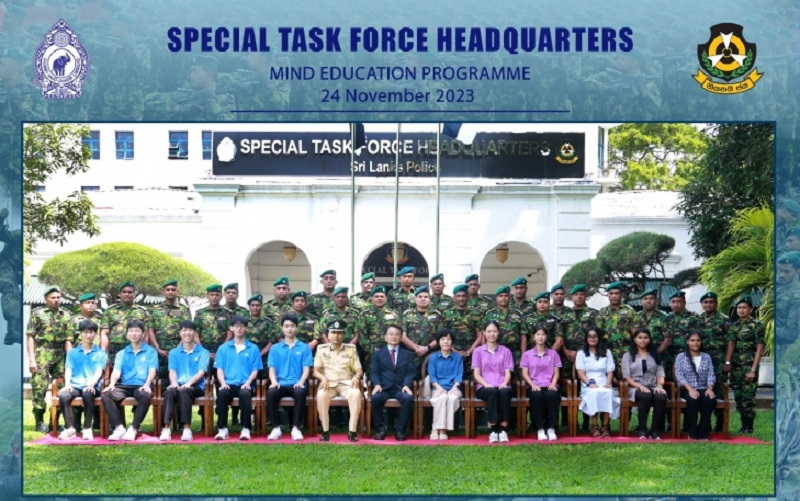 SPECIAL TASK FORCE HEADQUARTERS
MIND EDUCATION PROGRAMME
24 November 2023
SPECIAL TASK FORCE HEADQUARTERS
Sri Lanka Police